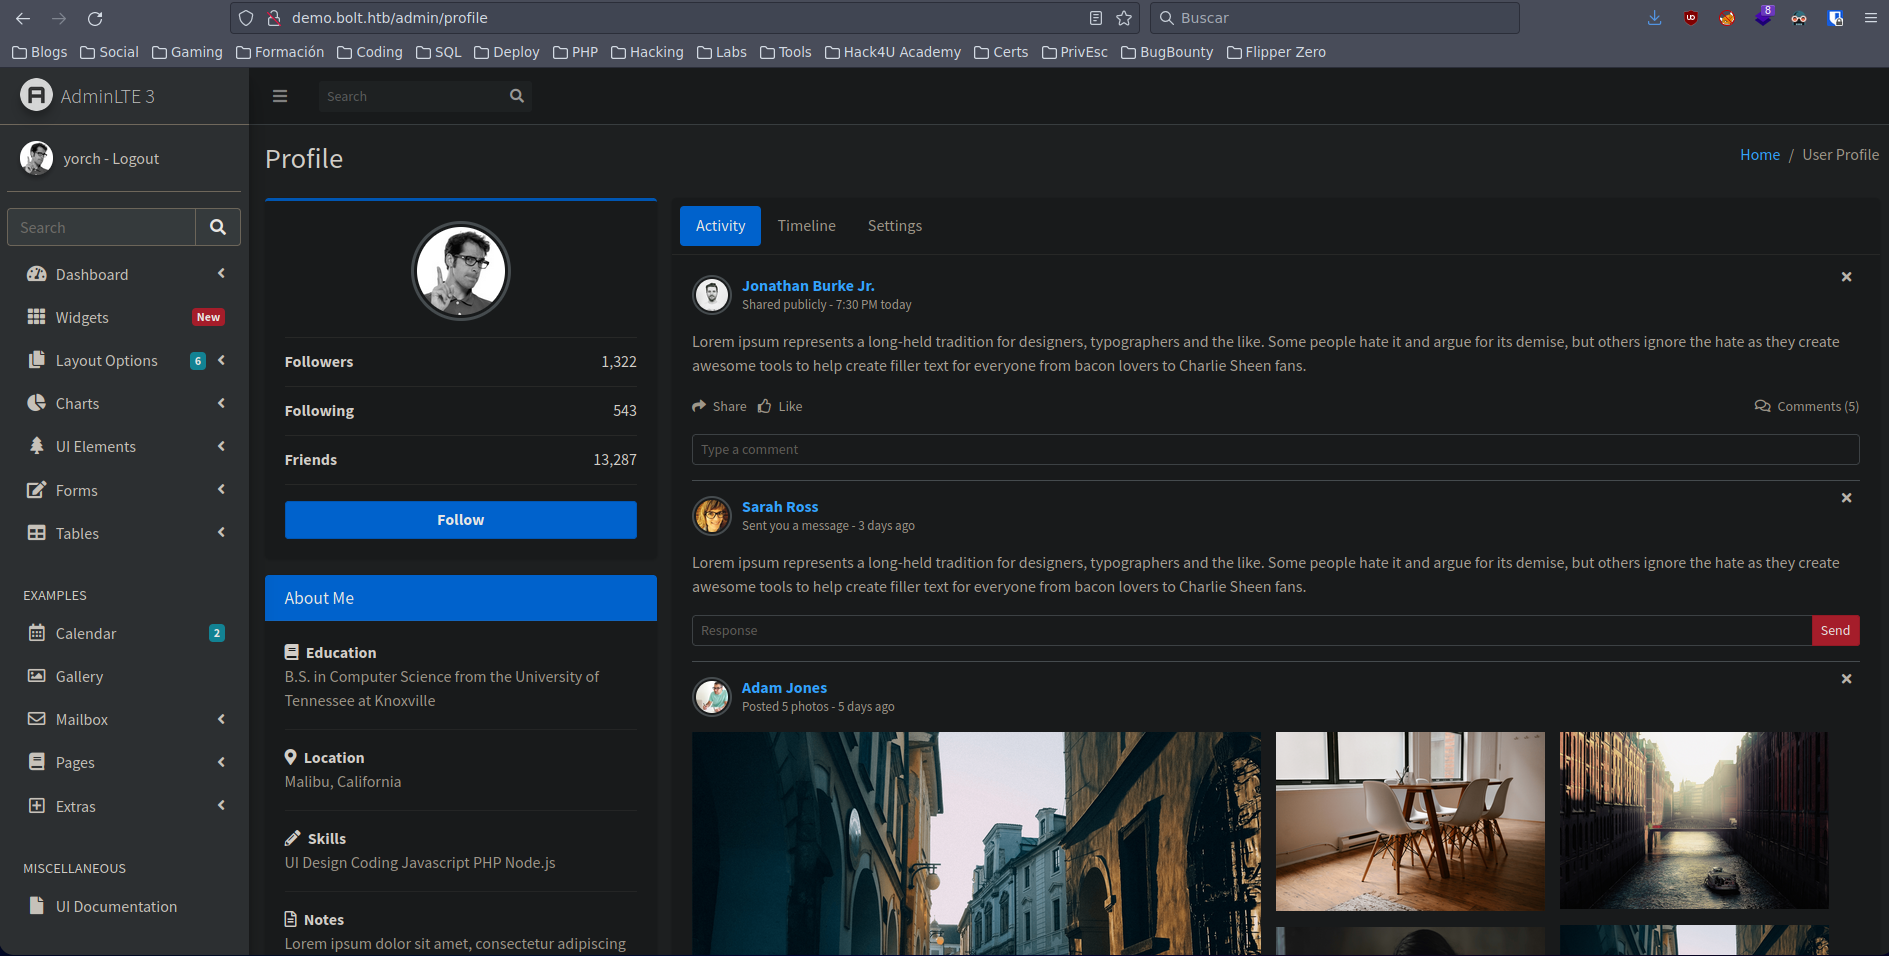 demo.bolt.htb/admin/profile
Buscar
8
Blogs Social Gaming Formación Coding SQL Deploy PHP Hacking Labs Tools Hack4U Academy Certs PrivEsc BugBounty Flipper Zero
AdminLTE 3
Search
yorch - Logout
Search
Dashboard
Widgets New
Layout Options 6
Charts
UI Elements
Forms
Tables
EXAMPLES
Calendar 2
Gallery
Mailbox
Pages
Extras
MISCELLANEOUS
UI Documentation
Profile
Home / User Profile
Followers 1,322
Following 543
Friends 13,287
Follow
About Me
Education
B.S. in Computer Science from the University of
Tennessee at Knoxville
Location
Malibu, California
Skills
UI Design Coding Javascript PHP Node.js
Notes
Lorem ipsum dolor sit amet, consectetur adipiscing
Activity Timeline Settings
Jonathan Burke Jr.
Shared publicly - 7:30 PM today
Lorem ipsum represents a long-held tradition for designers, typographers and the like. Some people hate it and argue for its demise, but others ignore the hate as they create
awesome tools to help create filler text for everyone from bacon lovers to Charlie Sheen fans.
Share Like Comments (5)
Type a comment
Sarah Ross
Sent you a message - 3 days ago
Lorem ipsum represents a long-held tradition for designers, typographers and the like. Some people hate it and argue for its demise, but others ignore the hate as they create
awesome tools to help create filler text for everyone from bacon lovers to Charlie Sheen fans.
Response Send
Adam Jones
Posted 5 photos - 5 days ago